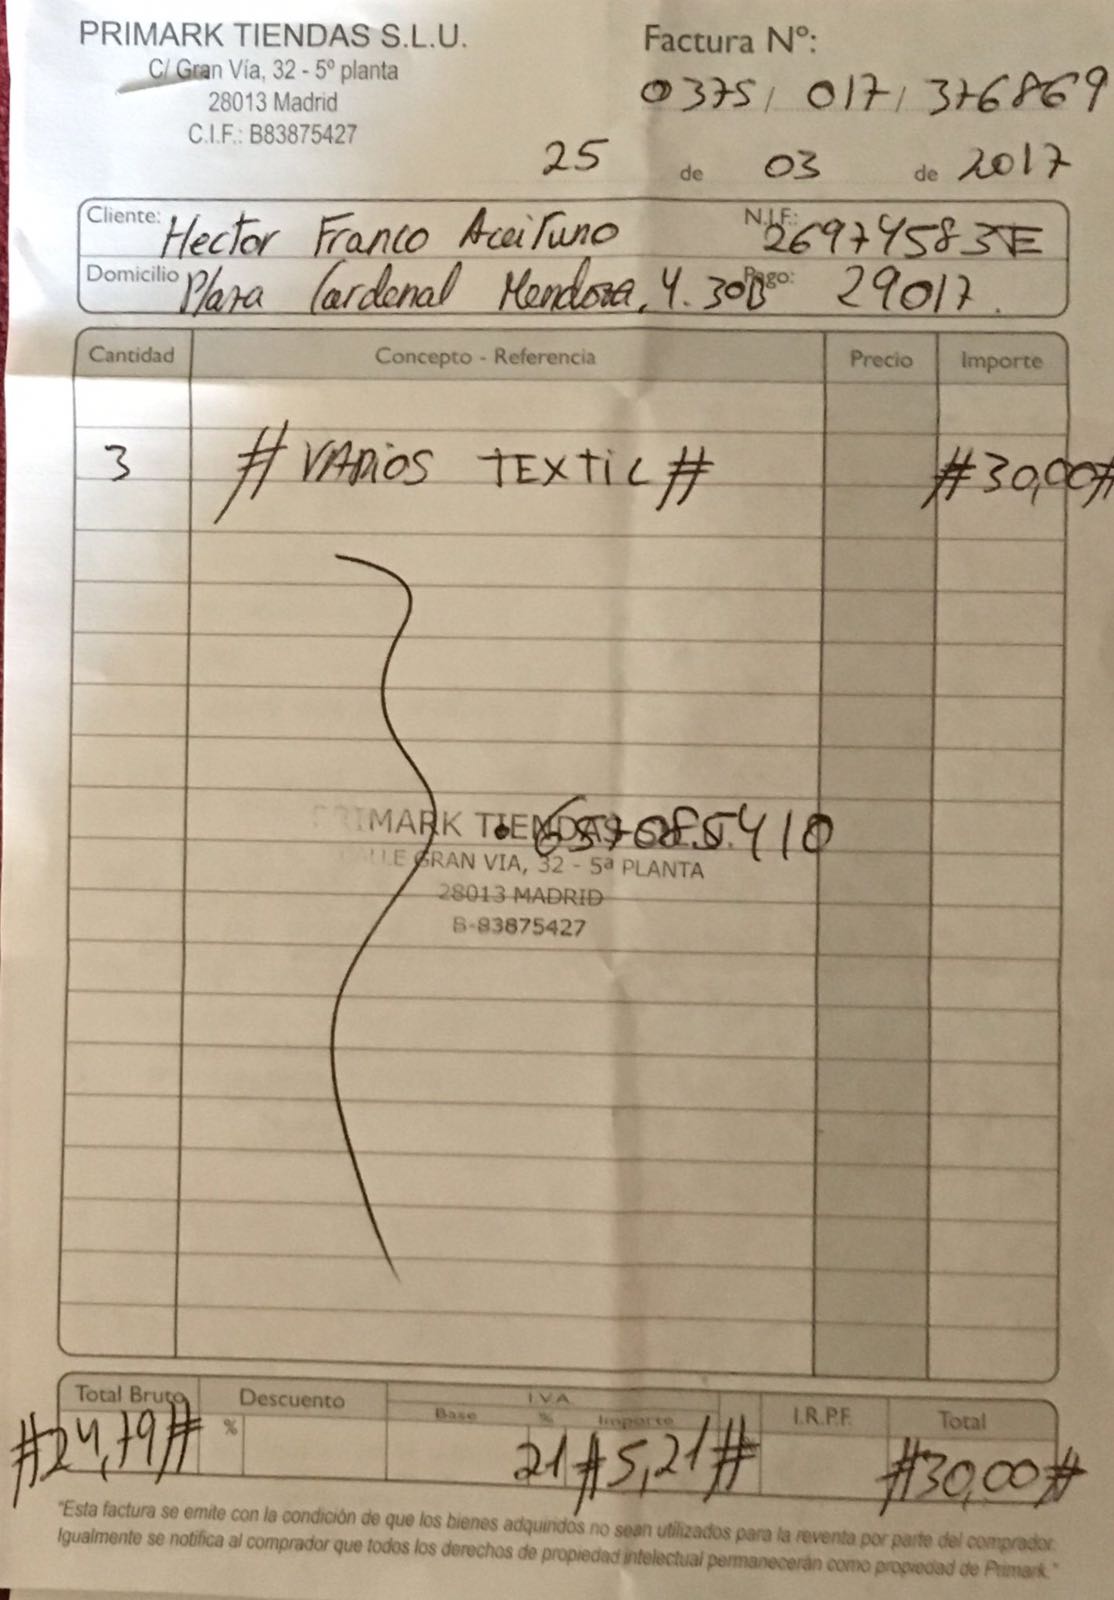 PRIMARK TIENDAS S.L.U.
C/ Gran Vía, 32 - 5º planta
28013 Madrid
C.I.F.: B83875427
Factura Nº:
0375 / 017 / 376869
25 de 03 de 2017
Cliente: Hector Franco Aceituno N.I.F.: 26974583E
Domicilio Plaza Cardenal Mendoza, 4. 30B Pago: 29017.
Cantidad Concepto - Referencia Precio Importe
3 # VARIOS TEXTIL # #30,00#
PRIMARK TIENDAS
657085410
CALLE GRAN VIA, 32 - 5ª PLANTA
28013 MADRID
B-83875427
Total Bruto Descuento I.V.A I.R.P.F. Total
% Base % Importe
#24,79# 21 #5,21# #30,00#
"Esta factura se emite con la condición de que los bienes adquiridos no sean utilizados para la reventa por parte del comprador.
Igualmente se notifica al comprador que todos los derechos de propiedad intelectual permanecerán como propiedad de Primark."